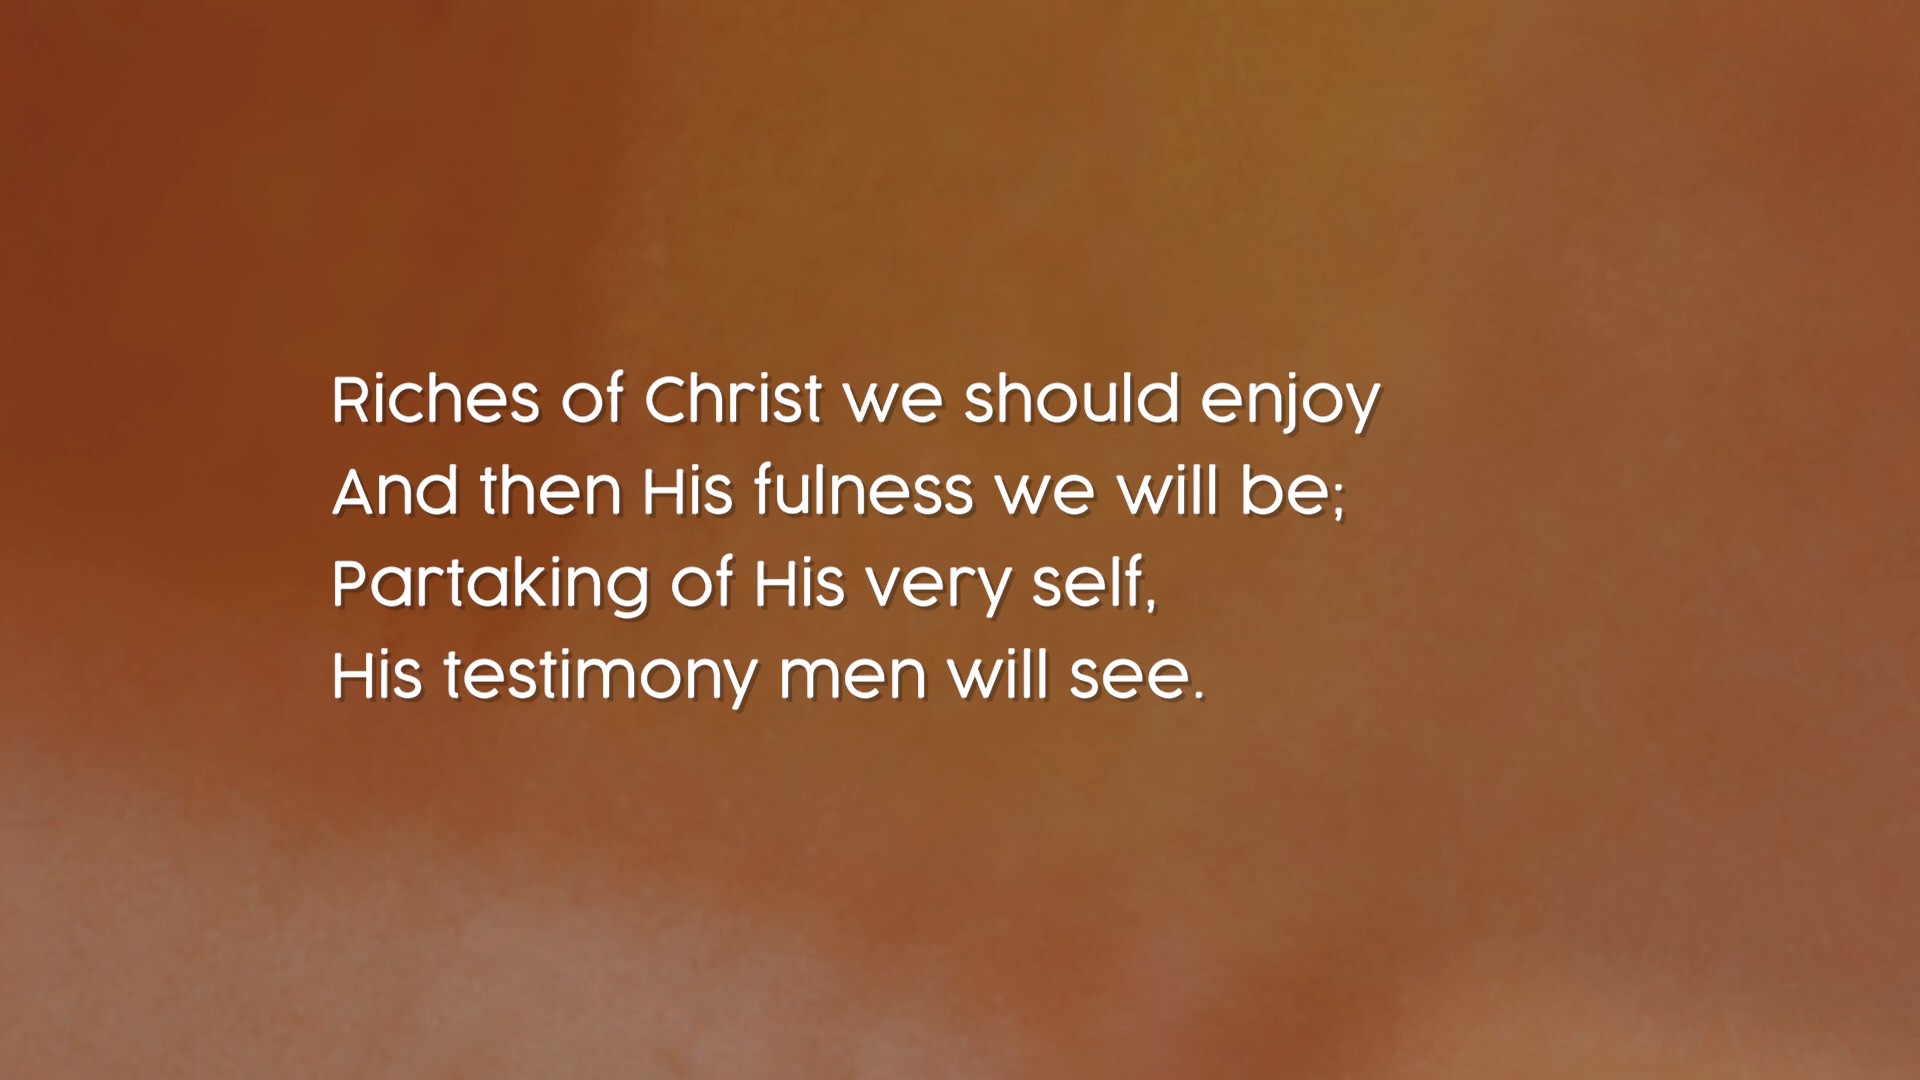 Riches of Christ we should enjoy
And then His fulness we will be;
Partaking of His very self,
His testimony men will see.